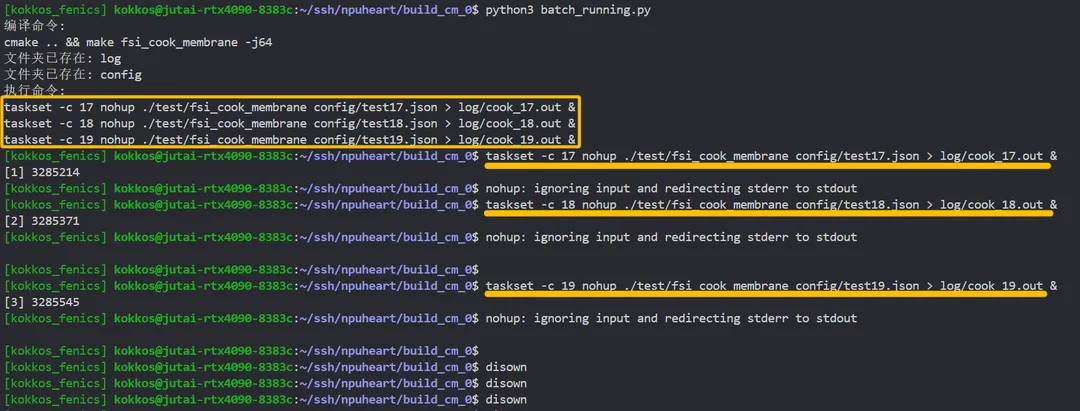 [kokkos_fenics] kokkos@jutai-rtx4090-8383c:~/ssh/npuheart/build_cm_0$ python3 batch_running.py
编译命令:
cmake .. && make fsi_cook_membrane -j64
文件夹已存在: log
文件夹已存在: config
执行命令:
taskset -c 17 nohup ./test/fsi_cook_membrane config/test17.json > log/cook_17.out &
taskset -c 18 nohup ./test/fsi_cook_membrane config/test18.json > log/cook_18.out &
taskset -c 19 nohup ./test/fsi_cook_membrane config/test19.json > log/cook_19.out &
[kokkos_fenics] kokkos@jutai-rtx4090-8383c:~/ssh/npuheart/build_cm_0$ taskset -c 17 nohup ./test/fsi_cook_membrane config/test17.json > log/cook_17.out &
[1] 3285214
[kokkos_fenics] kokkos@jutai-rtx4090-8383c:~/ssh/npuheart/build_cm_0$ nohup: ignoring input and redirecting stderr to stdout
[kokkos_fenics] kokkos@jutai-rtx4090-8383c:~/ssh/npuheart/build_cm_0$ taskset -c 18 nohup ./test/fsi_cook_membrane config/test18.json > log/cook_18.out &
[2] 3285371
[kokkos_fenics] kokkos@jutai-rtx4090-8383c:~/ssh/npuheart/build_cm_0$ nohup: ignoring input and redirecting stderr to stdout
[kokkos_fenics] kokkos@jutai-rtx4090-8383c:~/ssh/npuheart/build_cm_0$
[kokkos_fenics] kokkos@jutai-rtx4090-8383c:~/ssh/npuheart/build_cm_0$ taskset -c 19 nohup ./test/fsi_cook_membrane config/test19.json > log/cook_19.out &
[3] 3285545
[kokkos_fenics] kokkos@jutai-rtx4090-8383c:~/ssh/npuheart/build_cm_0$ nohup: ignoring input and redirecting stderr to stdout
[kokkos_fenics] kokkos@jutai-rtx4090-8383c:~/ssh/npuheart/build_cm_0$
[kokkos_fenics] kokkos@jutai-rtx4090-8383c:~/ssh/npuheart/build_cm_0$ disown
[kokkos_fenics] kokkos@jutai-rtx4090-8383c:~/ssh/npuheart/build_cm_0$ disown
[kokkos_fenics] kokkos@jutai-rtx4090-8383c:~/ssh/npuheart/build_cm_0$ disown